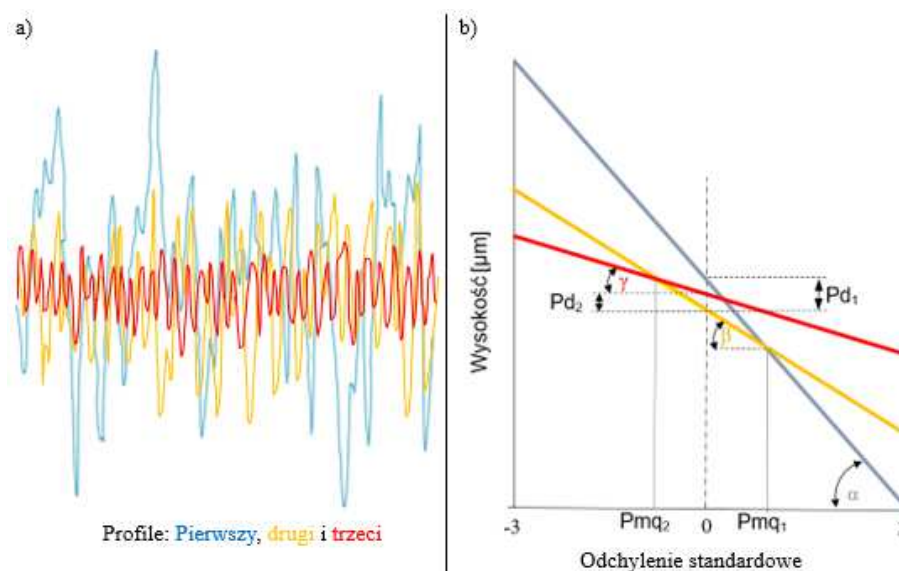 a)
Profile: Pierwszy, drugi i trzeci
b)
Wysokość [µm]
γ
Pd₂
Pd₁
β
α
-3
Pmq₂
0
Pmq₁
Odchylenie standardowe